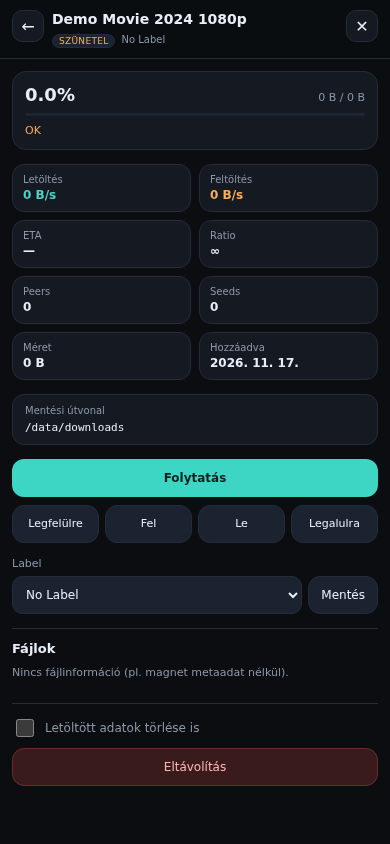 ←
Demo Movie 2024 1080p
✕
SZÜNETEL No Label
0.0%
0 B / 0 B
OK
Letöltés
0 B/s
Feltöltés
0 B/s
ETA
—
Ratio
∞
Peers
0
Seeds
0
Méret
0 B
Hozzáadva
2026. 11. 17.
Mentési útvonal
/data/downloads
Folytatás
Legfelülre Fel Le Legalulra
Label
No Label Mentés
Fájlok
Nincs fájlinformáció (pl. magnet metaadat nélkül).
Letöltött adatok törlése is
Eltávolítás